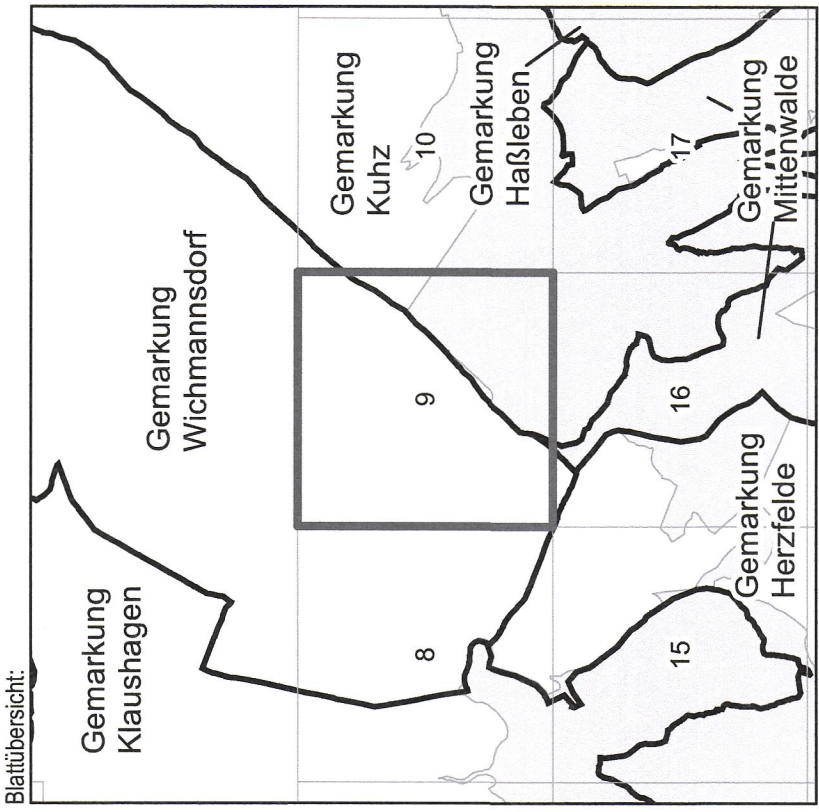 Blattübersicht:
Gemarkung
Klaushagen
Gemarkung
Wichmannsdorf
Gemarkung
Kuhz
8
9
10
Gemarkung
Haßleben
15
16
17
Gemarkung
Herzfelde
Gemarkung
Mittenwalde